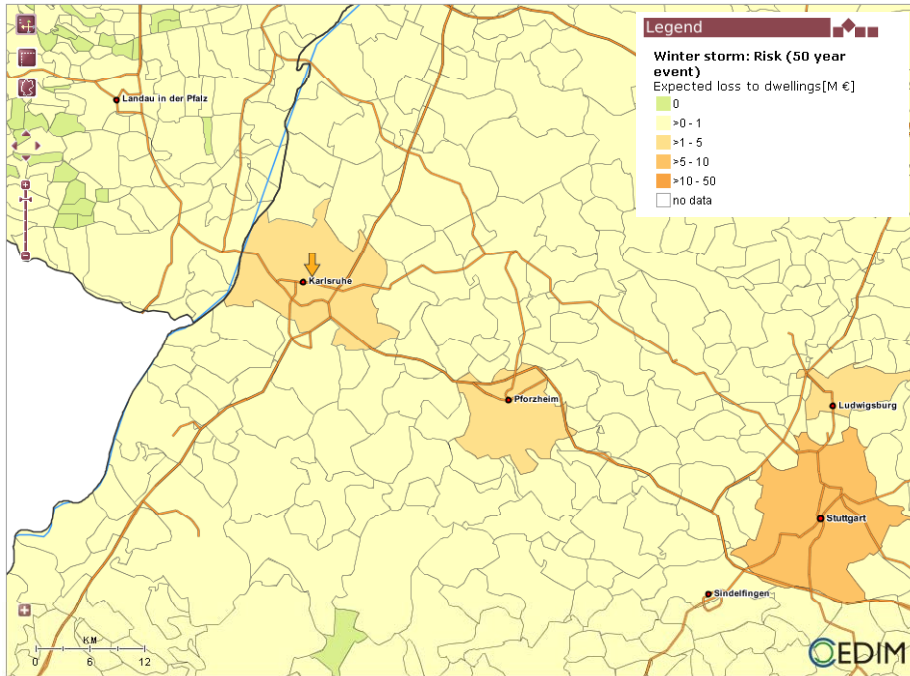 Legend
Winter storm: Risk (50 year
event)
Expected loss to dwellings[M €]
0
>0 - 1
>1 - 5
>5 - 10
>10 - 50
no data
Landau in der Pfalz
Karlsruhe
Pforzheim
Ludwigsburg
Stuttgart
Sindelfingen
KM
0 6 12
CEDIM